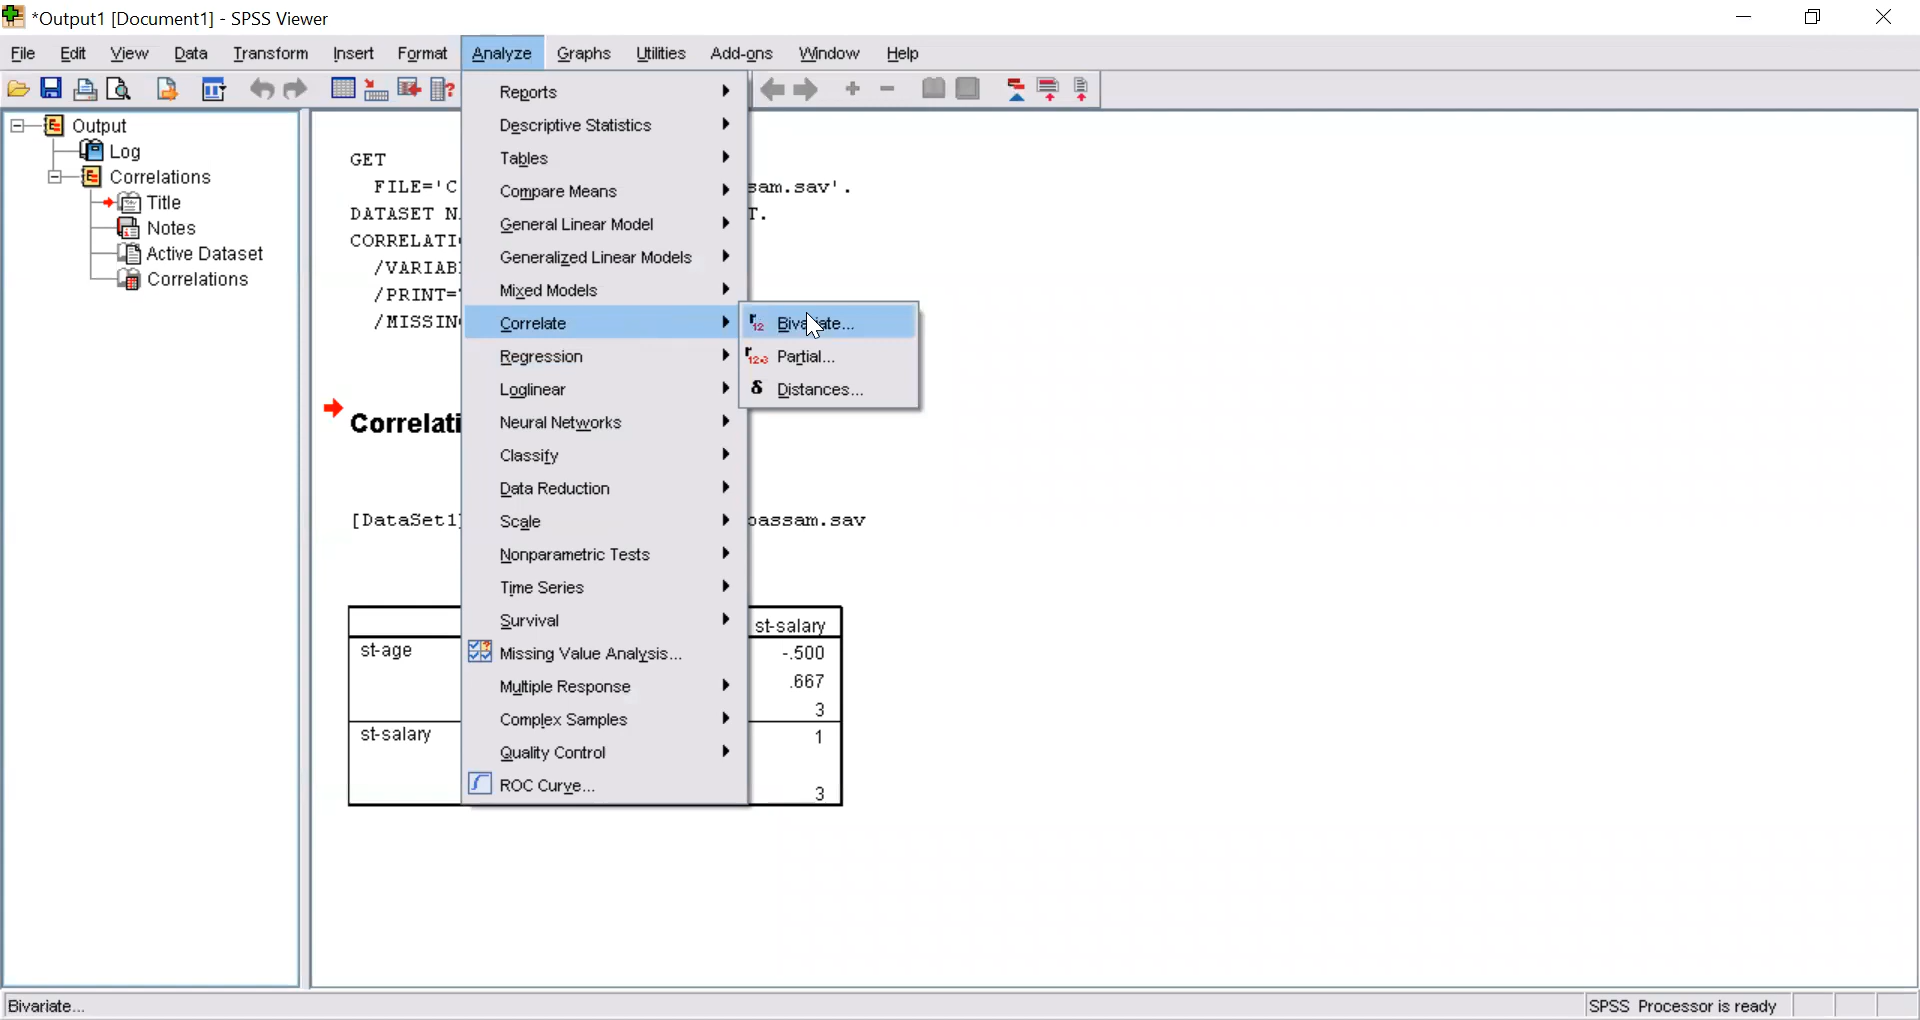 *Output1 [Document1] - SPSS Viewer
File Edit View Data Transform Insert Format Analyze Graphs Utilities Add-ons Window Help
Output
Log
Correlations
Title
Notes
Active Dataset
Correlations
GET
FILE='C
sam.sav'.
DATASET N
T.
CORRELATI
/VARIAB
/PRINT=
/MISSIN
Correlati
[DataSet1]
bassam.sav
st-salary
st-age
-.500
.667
3
st-salary
1
3
Reports
Descriptive Statistics
Tables
Compare Means
General Linear Model
Generalized Linear Models
Mixed Models
Correlate
Regression
Loglinear
Neural Networks
Classify
Data Reduction
Scale
Nonparametric Tests
Time Series
Survival
Missing Value Analysis...
Multiple Response
Complex Samples
Quality Control
ROC Curve...
r12 Bivariate...
r12•3 Partial...
δ Distances...
Bivariate...
SPSS Processor is ready